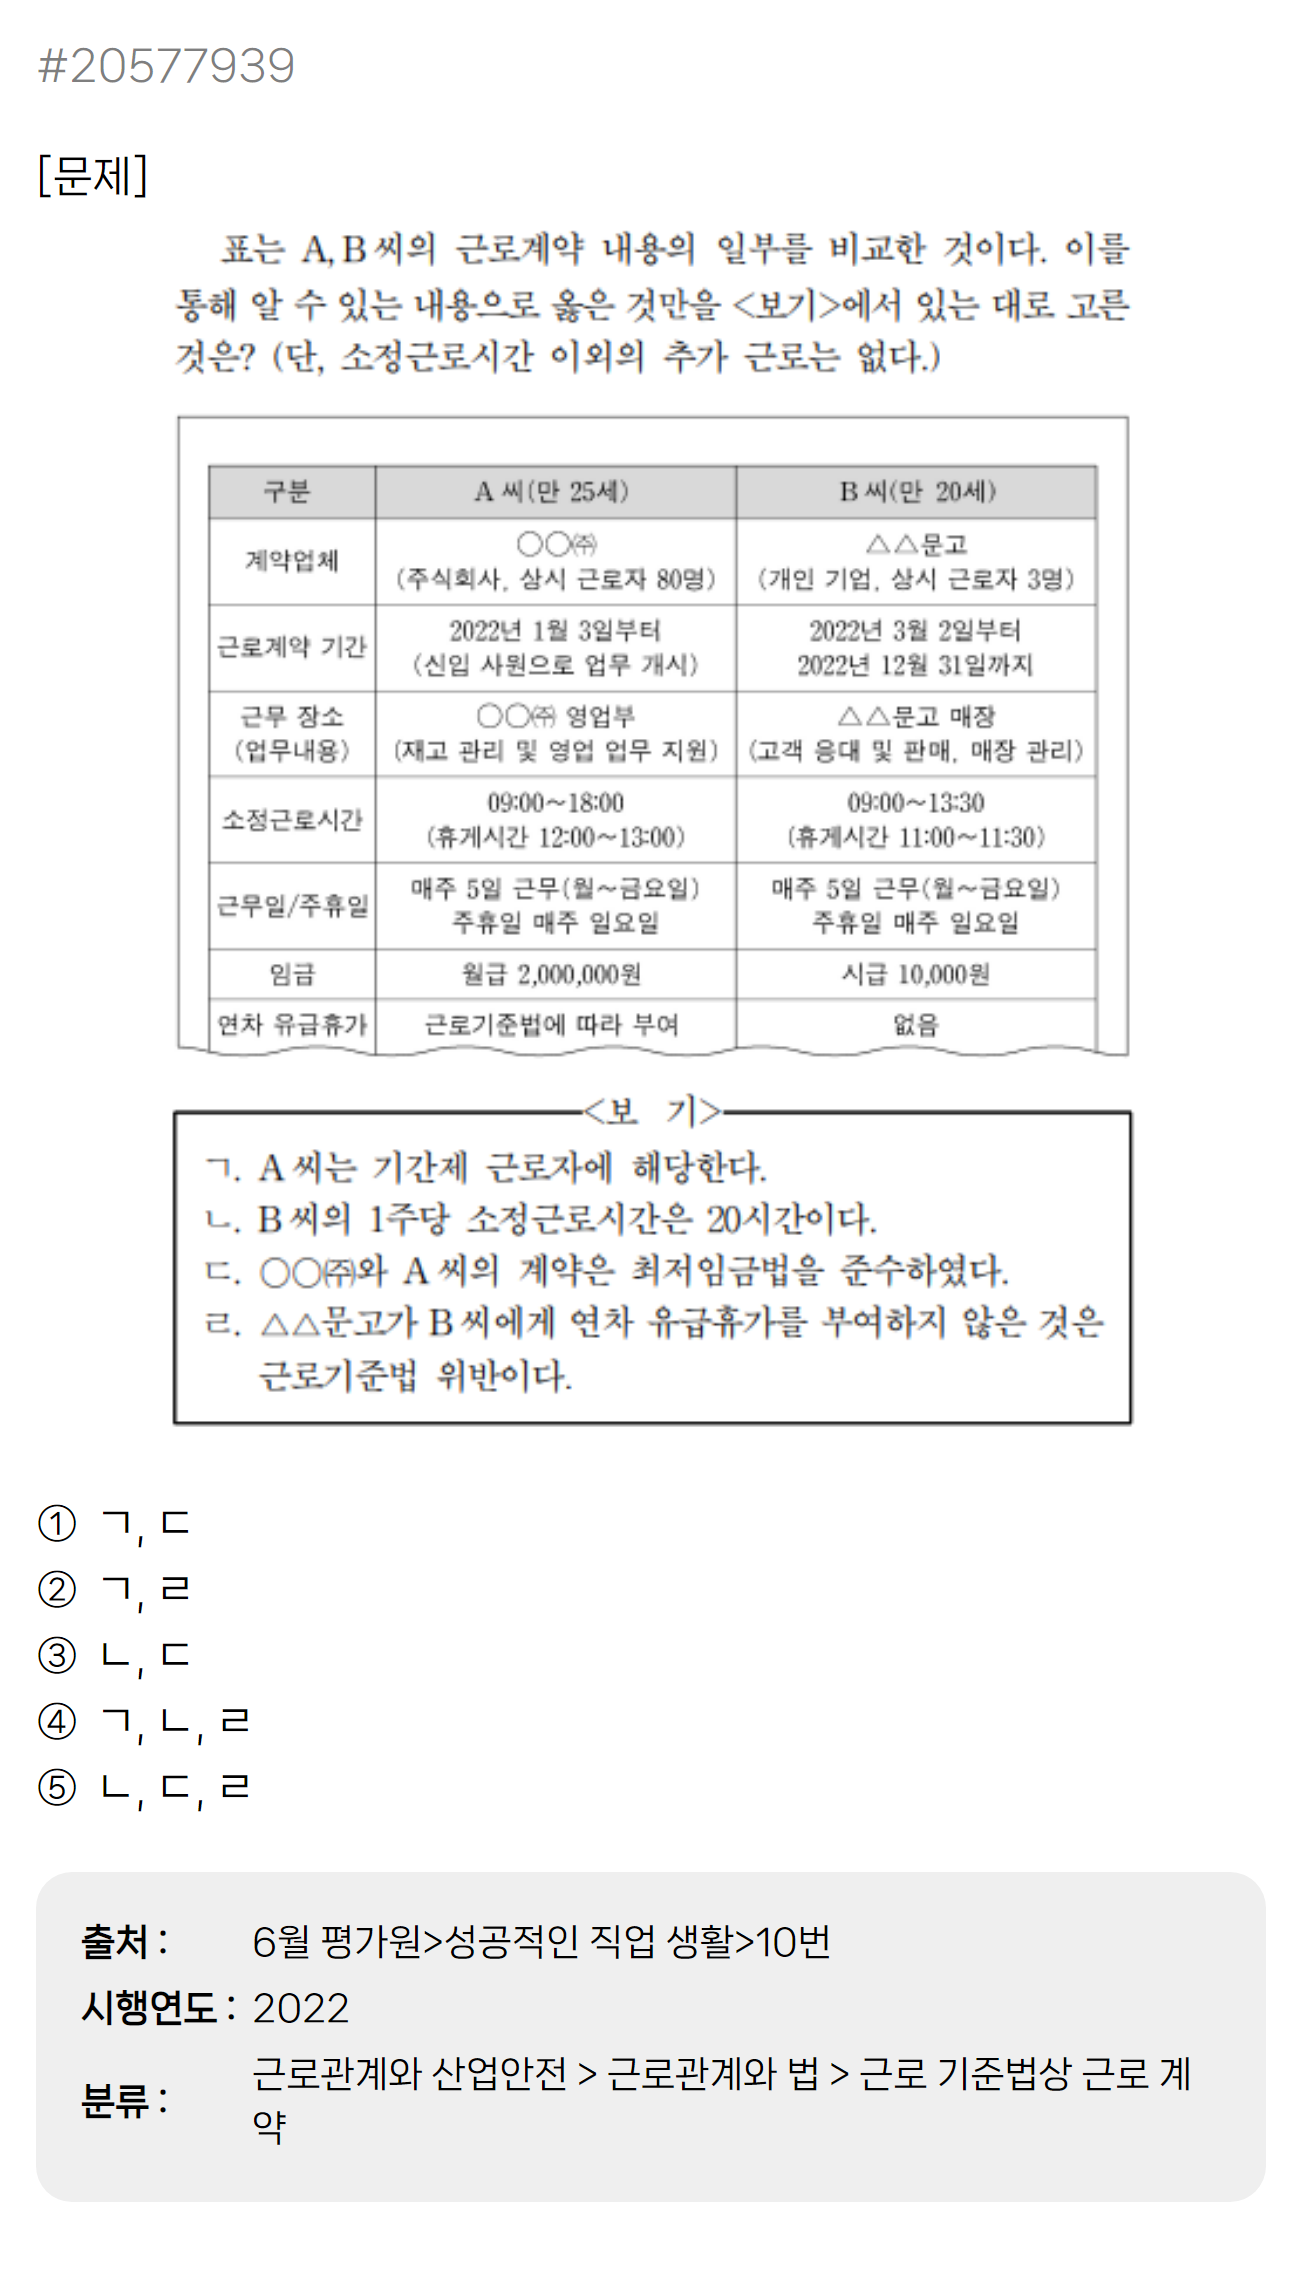 #20577939
[문제]
표는 A, B씨의 근로계약 내용의 일부를 비교한 것이다. 이를
통해 알 수 있는 내용으로 옳은 것만을 <보기>에서 있는 대로 고른
것은? (단, 소정근로시간 이외의 추가 근로는 없다.)
구분 A 씨(만 25세) B 씨(만 20세)
계약업체 ○○㈜ (주식회사, 상시 근로자 80명) △△문고 (개인 기업, 상시 근로자 3명)
근로계약 기간 2022년 1월 3일부터 (신입 사원으로 업무 개시) 2022년 3월 2일부터 2022년 12월 31일까지
근무 장소 (업무내용) ○○㈜ 영업부 (재고 관리 및 영업 업무 지원) △△문고 매장 (고객 응대 및 판매, 매장 관리)
소정근로시간 09:00~18:00 (휴게시간 12:00~13:00) 09:00~13:30 (휴게시간 11:00~11:30)
근무일/주휴일 매주 5일 근무(월~금요일) 주휴일 매주 일요일 매주 5일 근무(월~금요일) 주휴일 매주 일요일
임금 월급 2,000,000원 시급 10,000원
연차 유급휴가 근로기준법에 따라 부여 없음
<보 기>
ㄱ. A씨는 기간제 근로자에 해당한다.
ㄴ. B씨의 1주당 소정근로시간은 20시간이다.
ㄷ. ○○㈜와 A씨의 계약은 최저임금법을 준수하였다.
ㄹ. △△문고가 B씨에게 연차 유급휴가를 부여하지 않은 것은
근로기준법 위반이다.
① ㄱ, ㄷ
② ㄱ, ㄹ
③ ㄴ, ㄷ
④ ㄱ, ㄴ, ㄹ
⑤ ㄴ, ㄷ, ㄹ
출처 : 6월 평가원>성공적인 직업 생활>10번
시행연도 : 2022
분류 : 근로관계와 산업안전 > 근로관계와 법 > 근로 기준법상 근로 계
약